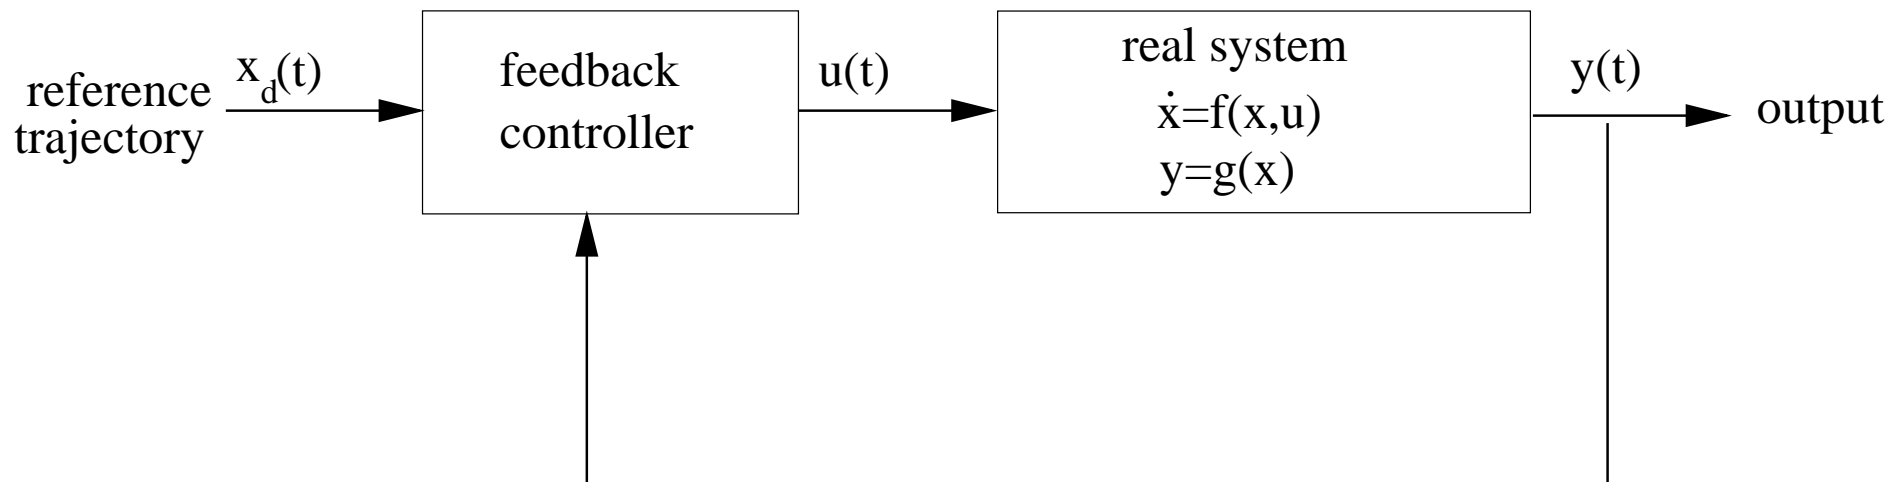 reference
trajectory
x_d(t)
feedback
controller
u(t)
real system
ẋ=f(x,u)
y=g(x)
y(t)
output